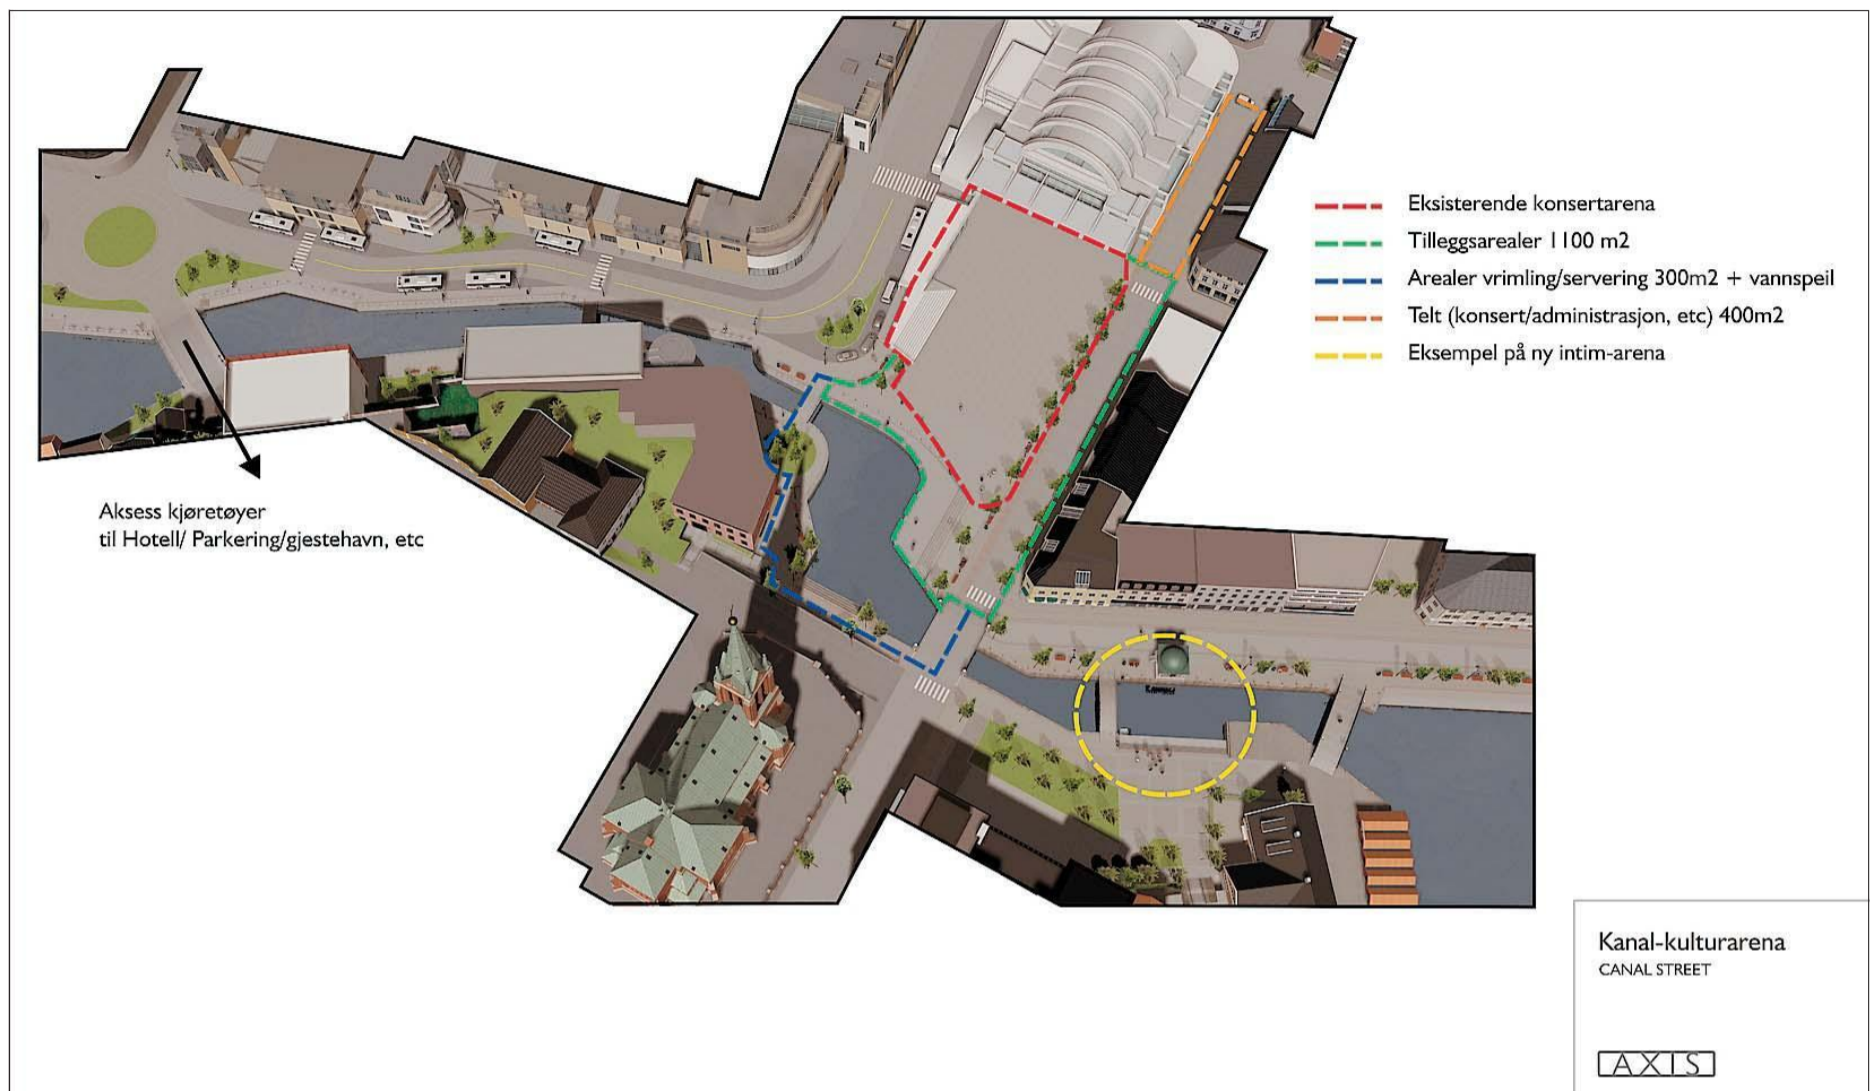 Eksisterende konsertarena
Tilleggsarealer 1100 m2
Arealer vrimling/servering 300m2 + vannspeil
Telt (konsert/administrasjon, etc) 400m2
Eksempel på ny intim-arena
Aksess kjøretøyer
til Hotell/ Parkering/gjestehavn, etc
Kanal-kulturarena
CANAL STREET
AXIS